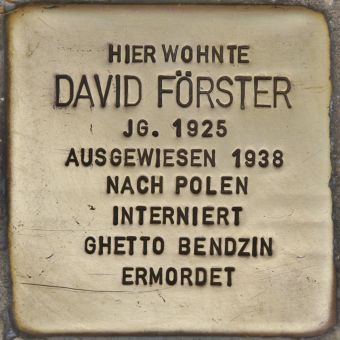 HIER WOHNTE
DAVID FÖRSTER
JG. 1925
AUSGEWIESEN 1938
NACH POLEN
INTERNIERT
GHETTO BENDZIN
ERMORDET